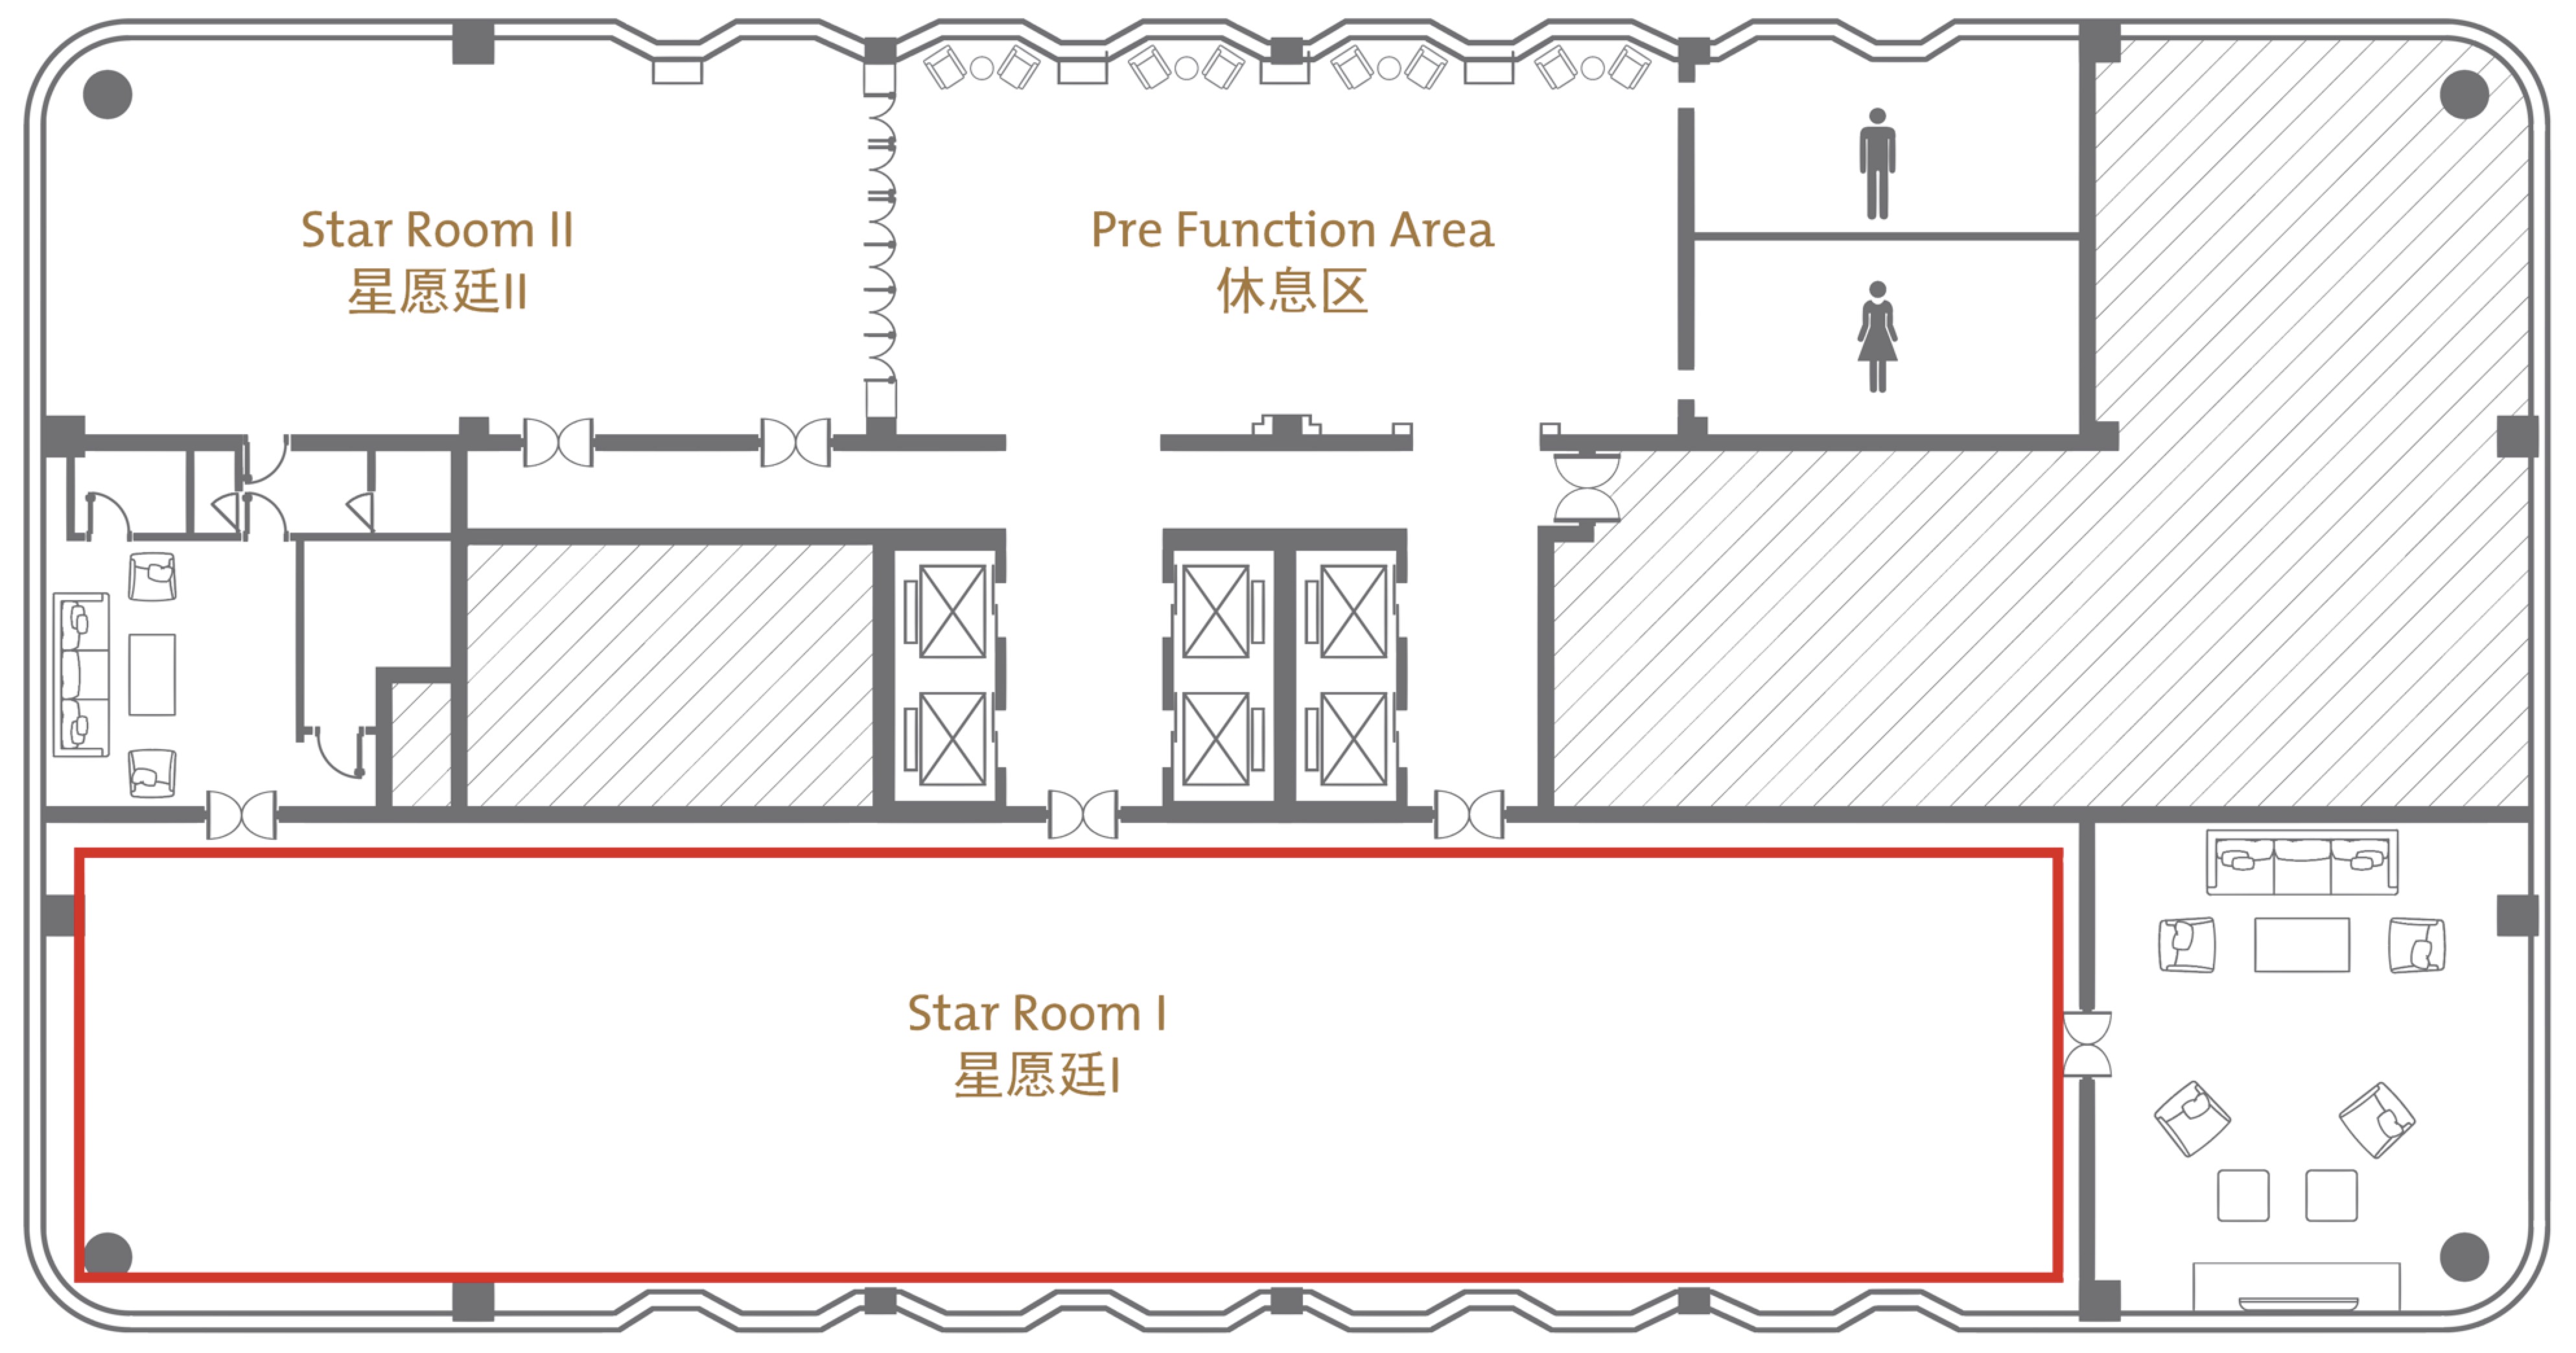 Star Room II
星愿廷II
Pre Function Area
休息区
Star Room I
星愿廷I